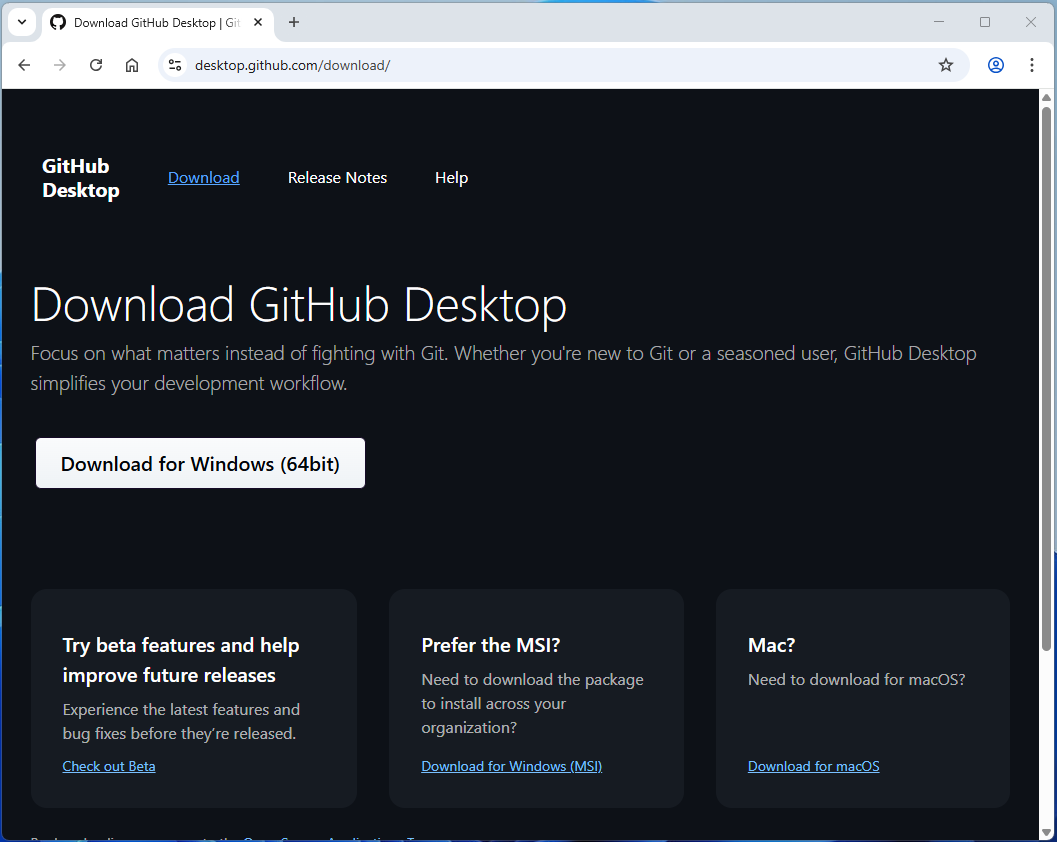 Download GitHub Desktop | Git
desktop.github.com/download/
GitHub
Desktop
Download
Release Notes
Help
Download GitHub Desktop
Focus on what matters instead of fighting with Git. Whether you're new to Git or a seasoned user, GitHub Desktop
simplifies your development workflow.
Download for Windows (64bit)
Try beta features and help
improve future releases
Experience the latest features and
bug fixes before they’re released.
Check out Beta
Prefer the MSI?
Need to download the package
to install across your
organization?
Download for Windows (MSI)
Mac?
Need to download for macOS?
Download for macOS